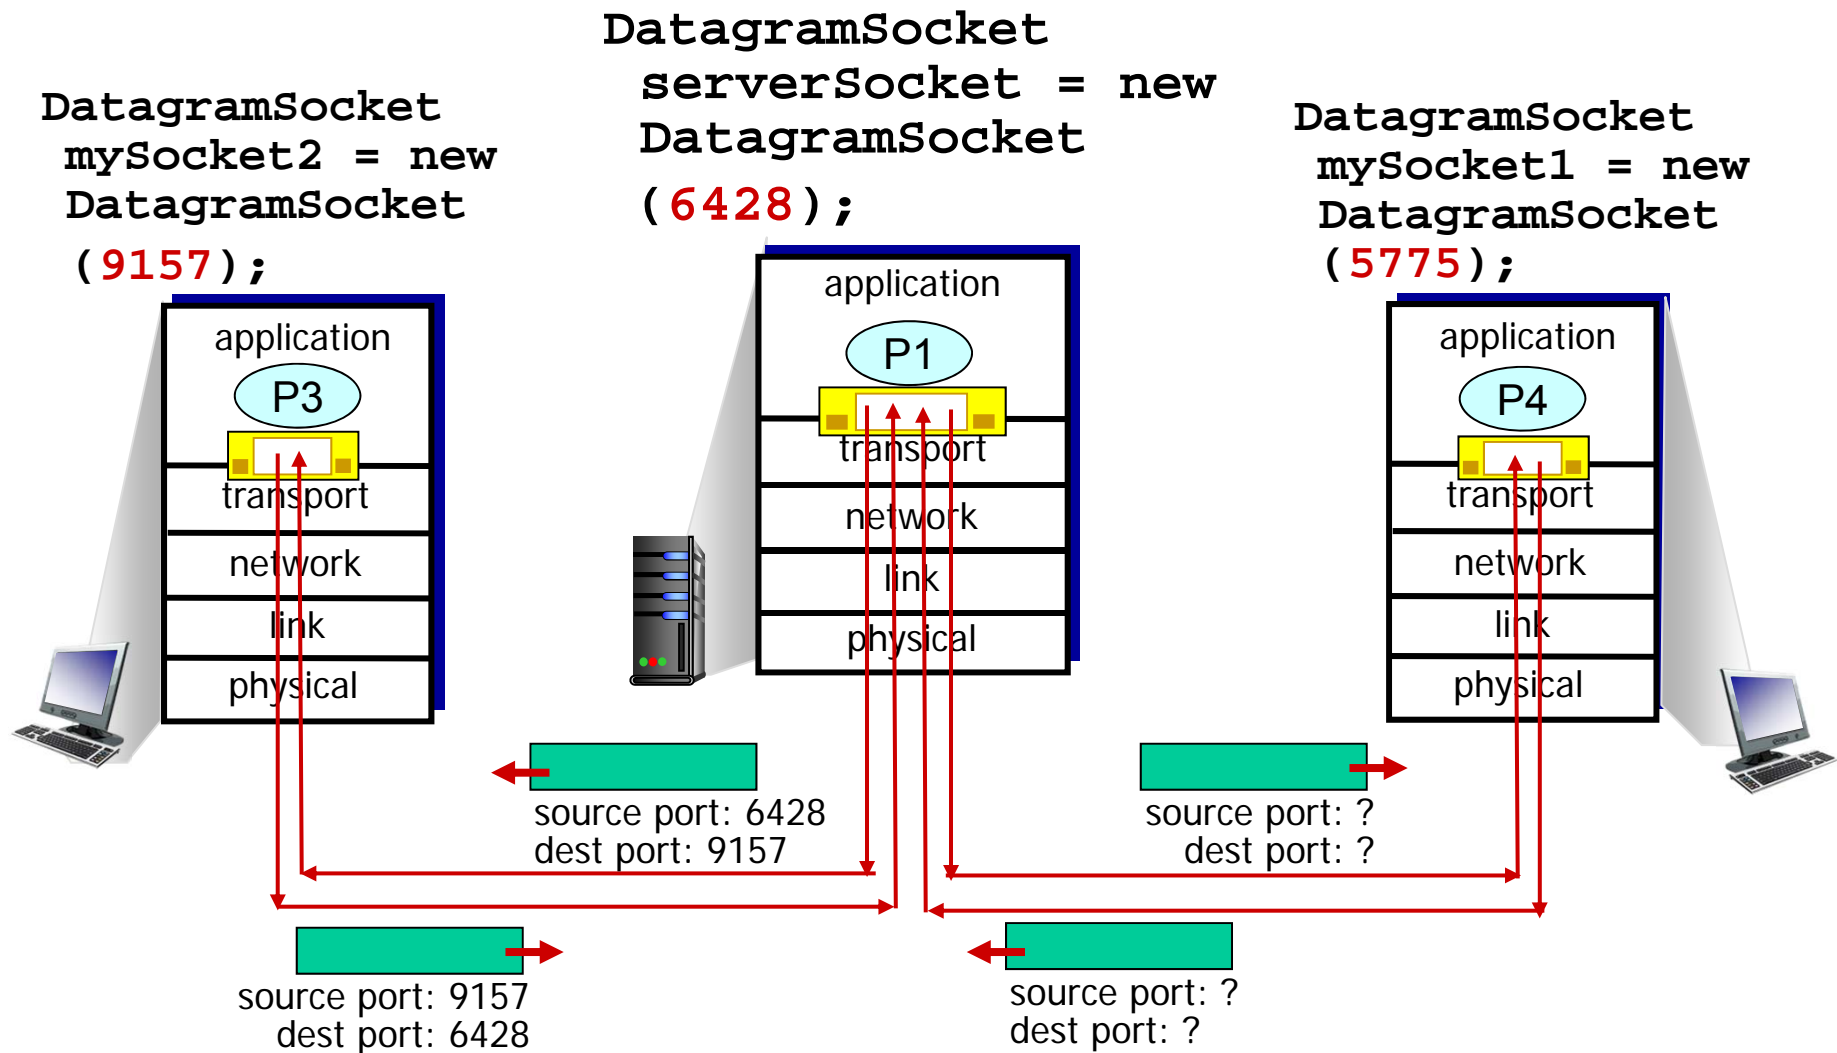 DatagramSocket
mySocket2 = new
DatagramSocket
(9157);
DatagramSocket
serverSocket = new
DatagramSocket
(6428);
DatagramSocket
mySocket1 = new
DatagramSocket
(5775);
application
P3
transport
network
link
physical
application
P1
transport
network
link
physical
application
P4
transport
network
link
physical
source port: 6428
dest port: 9157
source port: ?
dest port: ?
source port: 9157
dest port: 6428
source port: ?
dest port: ?